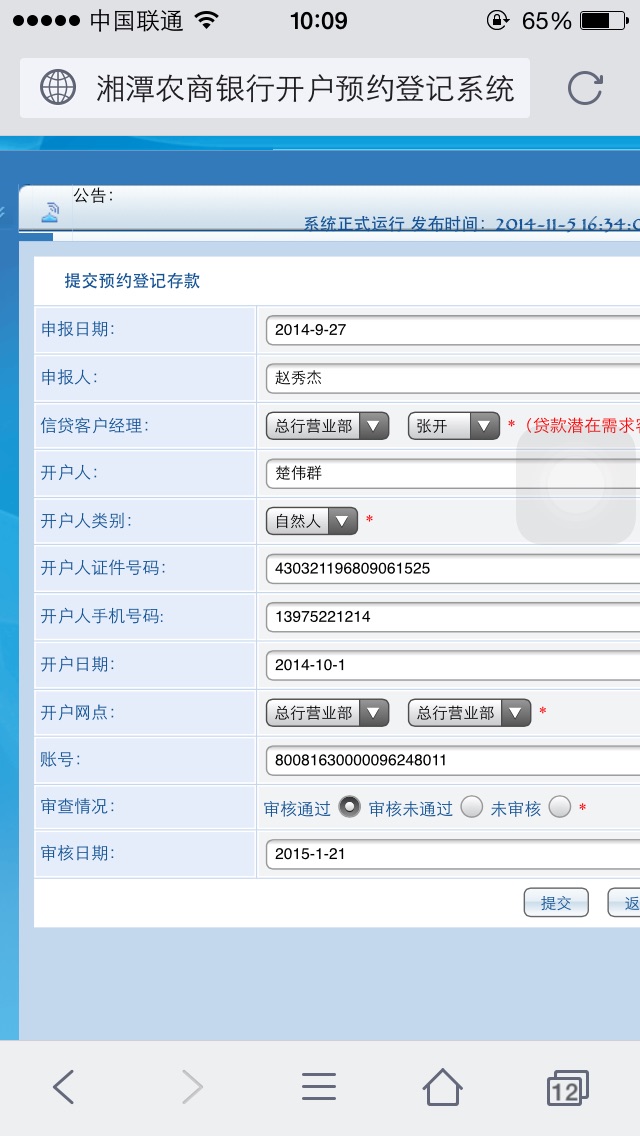 中国联通 10:09 65%
湘潭农商银行开户预约登记系统
公告：
系统正式运行 发布时间：2014-11-5 16:34:0
提交预约登记存款
申报日期： 2014-9-27
申报人： 赵秀杰
信贷客户经理： 总行营业部 张开 *（贷款潜在需求客
开户人： 楚伟群
开户人类别： 自然人 *
开户人证件号码： 430321196809061525
开户人手机号码: 13975221214
开户日期： 2014-10-1
开户网点： 总行营业部 总行营业部 *
账号： 80081630000096248011
审查情况： 审核通过 审核未通过 未审核 *
审核日期： 2015-1-21
提交 返
12